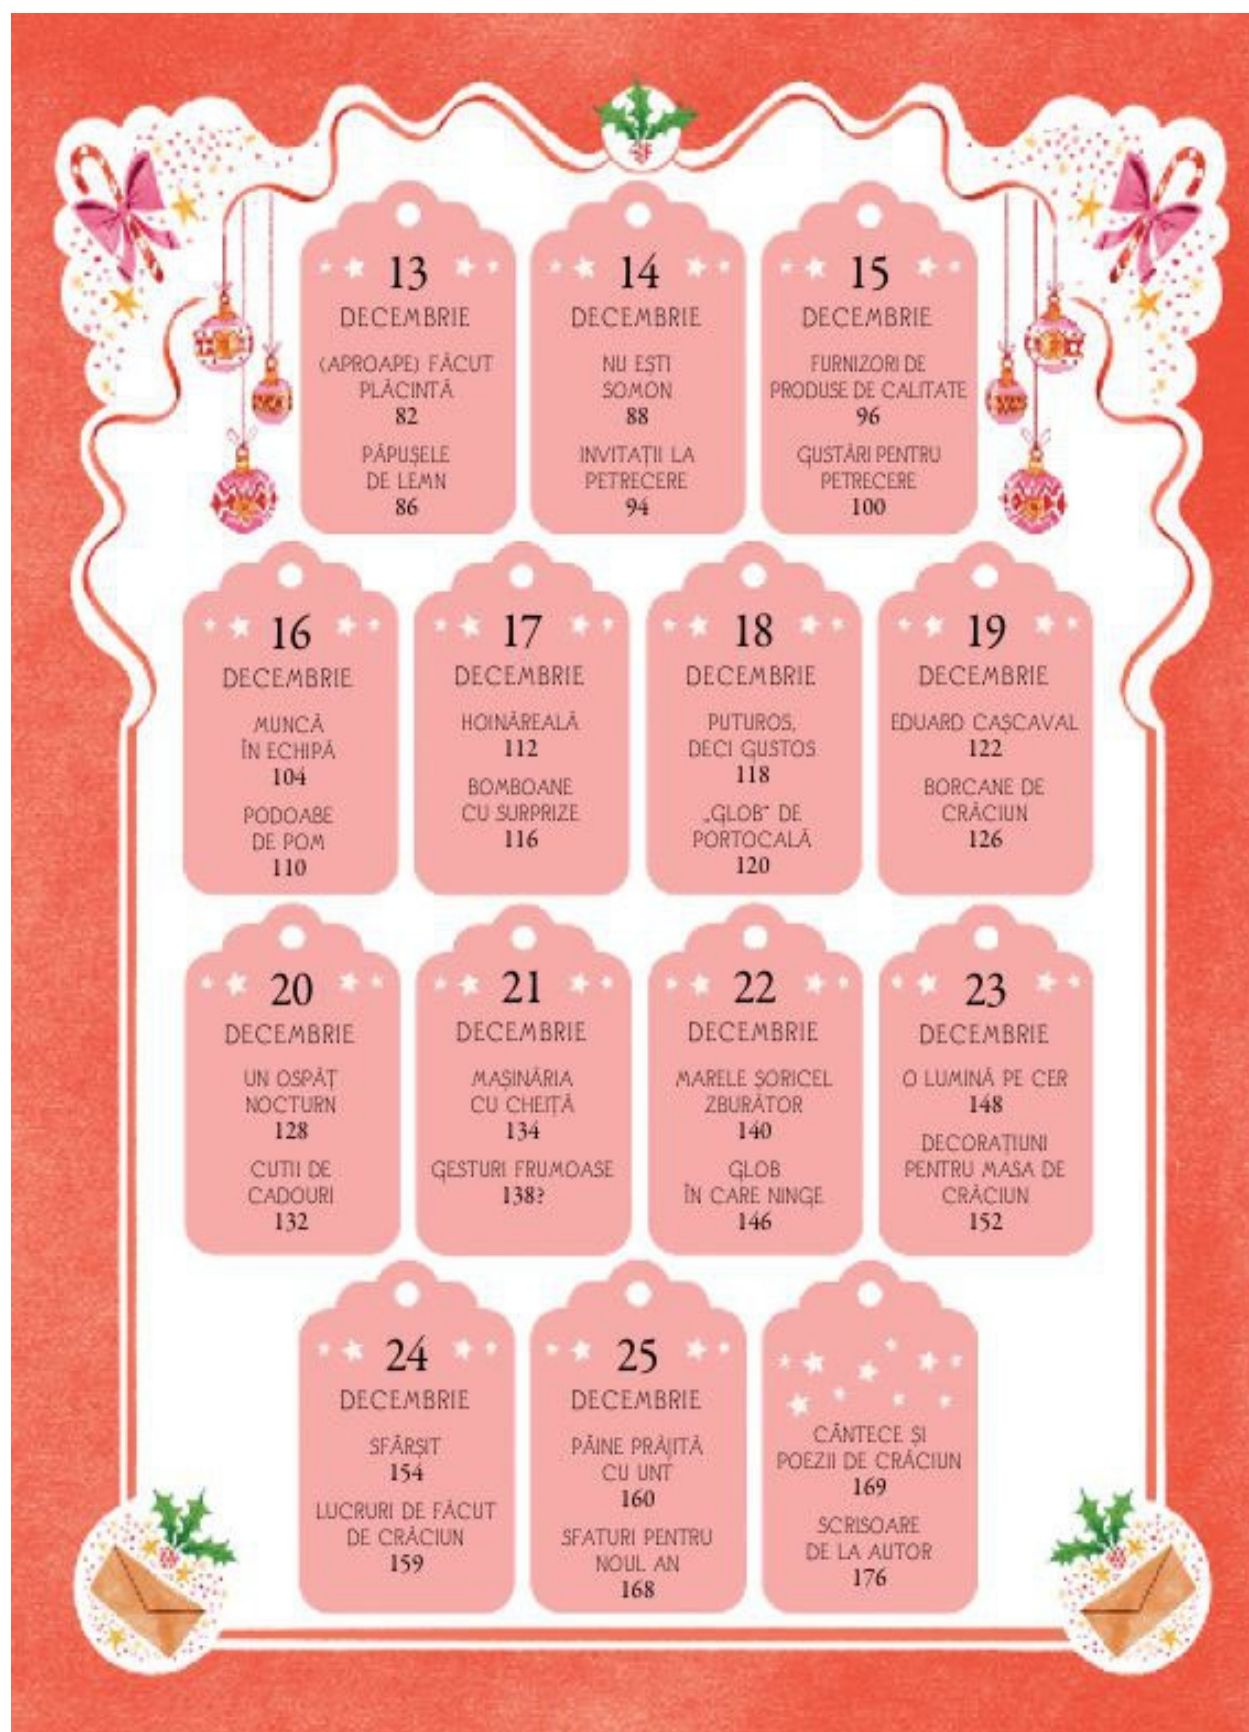 13
DECEMBRIE
(APROAPE) FĂCUT
PLĂCINTĂ
82
PĂPUȘELE
DE LEMN
86
14
DECEMBRIE
NU EȘTI
SOMON
88
INVITAȚII LA
PETRECERE
94
15
DECEMBRIE
FURNIZORI DE
PRODUSE DE CALITATE
96
GUSTĂRI PENTRU
PETRECERE
100
16
DECEMBRIE
MUNCĂ
ÎN ECHIPĂ
104
PODOABE
DE POM
110
17
DECEMBRIE
HOINĂREALĂ
112
BOMBOANE
CU SURPRIZE
116
18
DECEMBRIE
PUTUROS,
DECI GUSTOS
118
„GLOB” DE
PORTOCALĂ
120
19
DECEMBRIE
EDUARD CAȘCAVAL
122
BORCANE DE
CRĂCIUN
126
20
DECEMBRIE
UN OSPĂȚ
NOCTURN
128
CUTII DE
CADOURI
132
21
DECEMBRIE
MAȘINĂRIA
CU CHEIȚĂ
134
GESTURI FRUMOASE
138?
22
DECEMBRIE
MARELE ȘORICEL
ZBURĂTOR
140
GLOB
ÎN CARE NINGE
146
23
DECEMBRIE
O LUMINĂ PE CER
148
DECORAȚIUNI
PENTRU MASA DE
CRĂCIUN
152
24
DECEMBRIE
SFÂRȘIT
154
LUCRURI DE FĂCUT
DE CRĂCIUN
159
25
DECEMBRIE
PÂINE PRĂJITĂ
CU UNT
160
SFATURI PENTRU
NOUL AN
168
CÂNTECE ȘI
POEZII DE CRĂCIUN
169
SCRISOARE
DE LA AUTOR
176